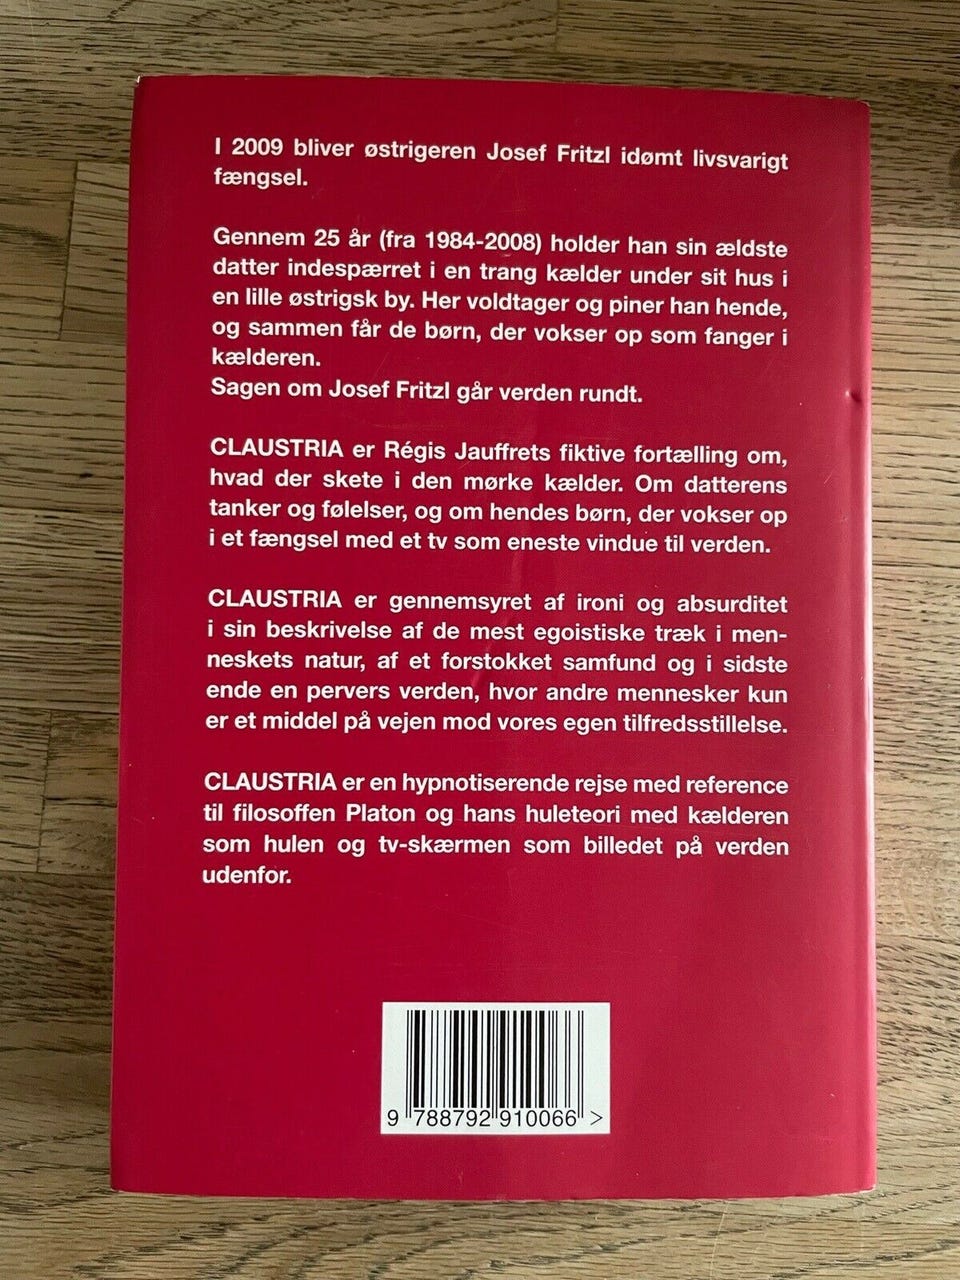 I 2009 bliver østrigeren Josef Fritzl idømt livsvarigt
fængsel.
Gennem 25 år (fra 1984-2008) holder han sin ældste
datter indespærret i en trang kælder under sit hus i
en lille østrigsk by. Her voldtager og piner han hende,
og sammen får de børn, der vokser op som fanger i
kælderen.
Sagen om Josef Fritzl går verden rundt.
CLAUSTRIA er Régis Jauffrets fiktive fortælling om,
hvad der skete i den mørke kælder. Om datterens
tanker og følelser, og om hendes børn, der vokser op
i et fængsel med et tv som eneste vindue til verden.
CLAUSTRIA er gennemsyret af ironi og absurditet
i sin beskrivelse af de mest egoistiske træk i men-
neskets natur, af et forstokket samfund og i sidste
ende en pervers verden, hvor andre mennesker kun
er et middel på vejen mod vores egen tilfredsstillelse.
CLAUSTRIA er en hypnotiserende rejse med reference
til filosoffen Platon og hans huleteori med kælderen
som hulen og tv-skærmen som billedet på verden
udenfor.
9 788792 910066 >